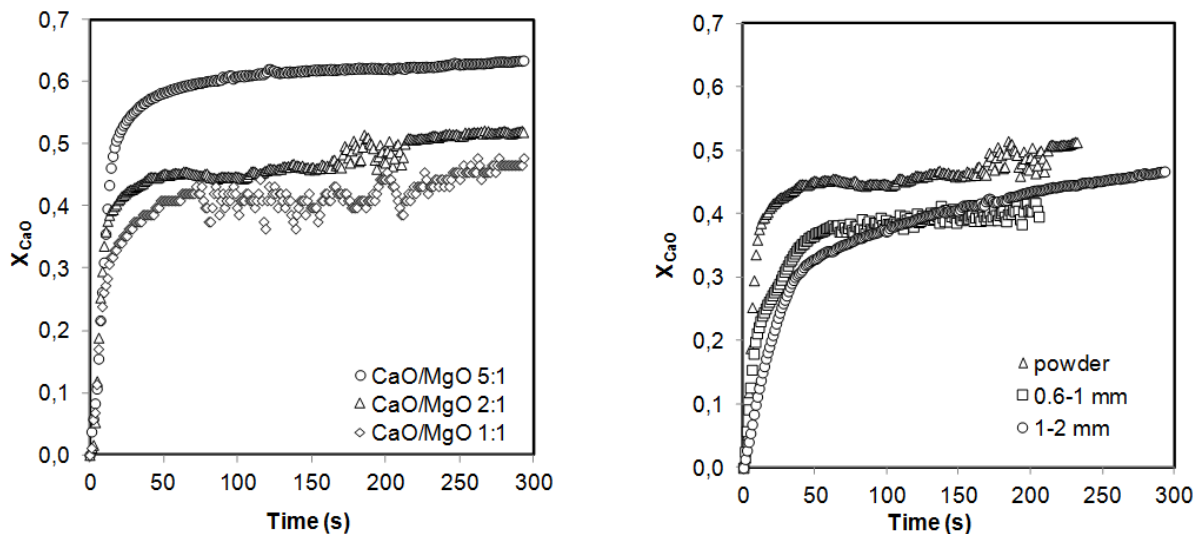 0,7
0,6
0,5
0,4
0,3
0,2
0,1
0,0
X_CaO
0 50 100 150 200 250 300
Time (s)
CaO/MgO 5:1
CaO/MgO 2:1
CaO/MgO 1:1
0,7
0,6
0,5
0,4
0,3
0,2
0,1
0,0
X_CaO
0 50 100 150 200 250 300
Time (s)
powder
0.6-1 mm
1-2 mm